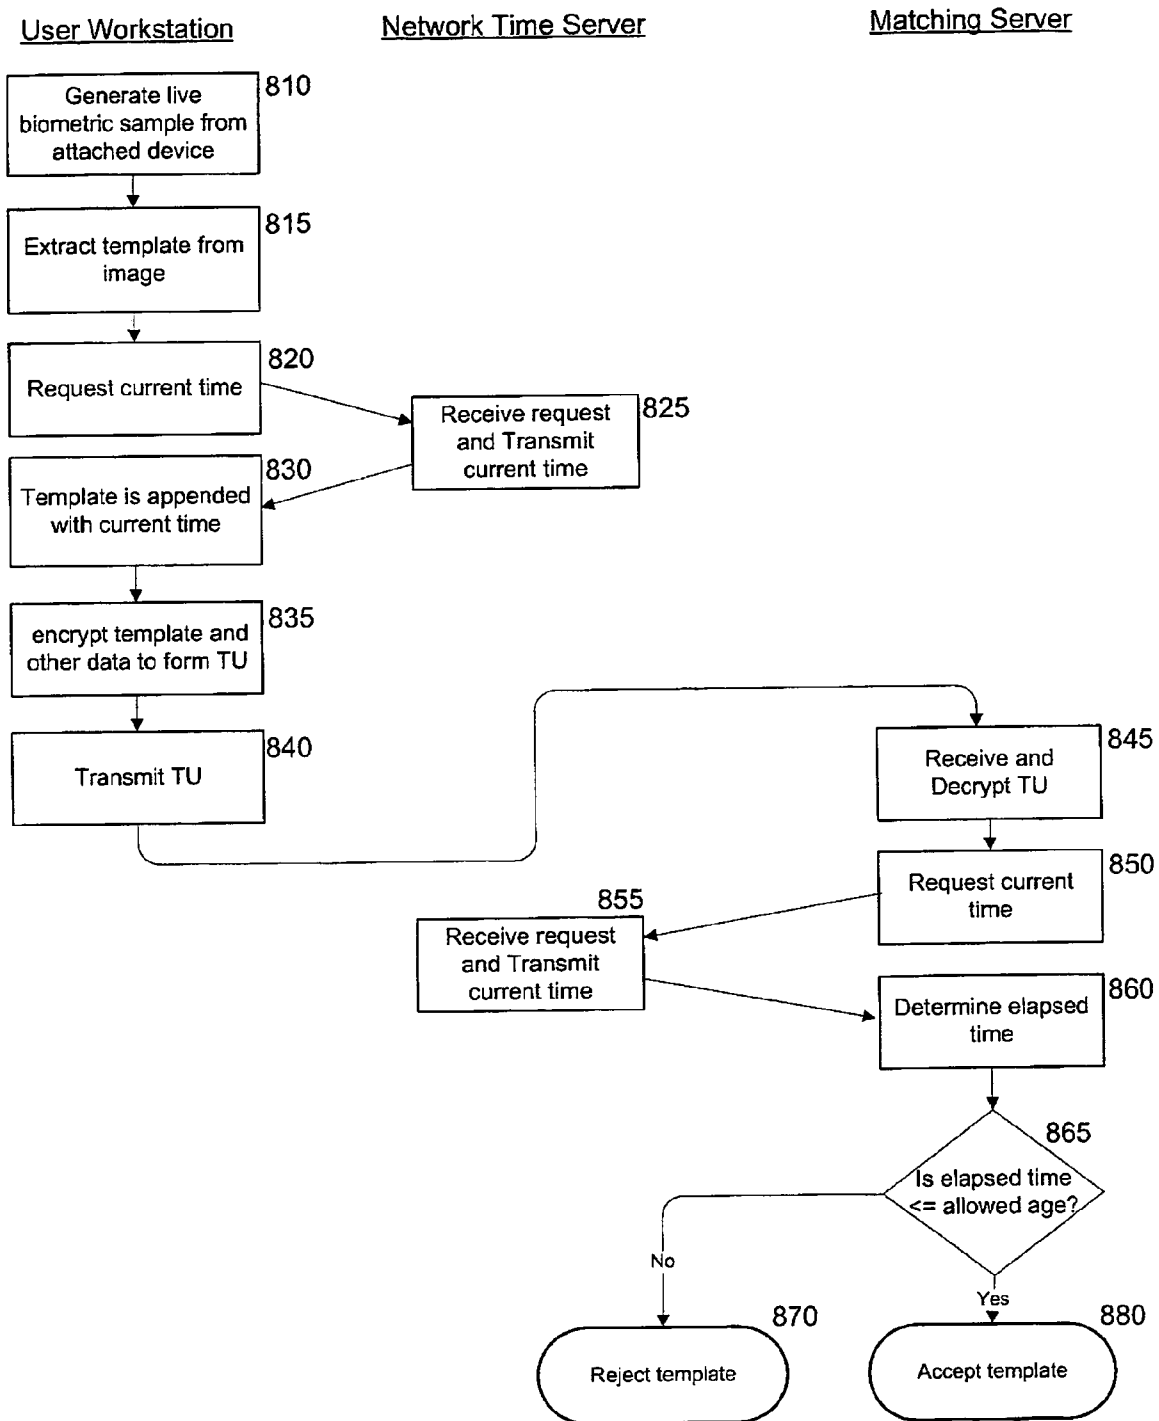 User Workstation
Network Time Server
Matching Server
810
Generate live
biometric sample from
attached device
815
Extract template from
image
820
Request current time
825
Receive request
and Transmit
current time
830
Template is appended
with current time
835
encrypt template and
other data to form TU
840
Transmit TU
845
Receive and
Decrypt TU
850
Request current
time
855
Receive request
and Transmit
current time
860
Determine elapsed
time
865
Is elapsed time
<= allowed age?
No
Yes
870
Reject template
880
Accept template